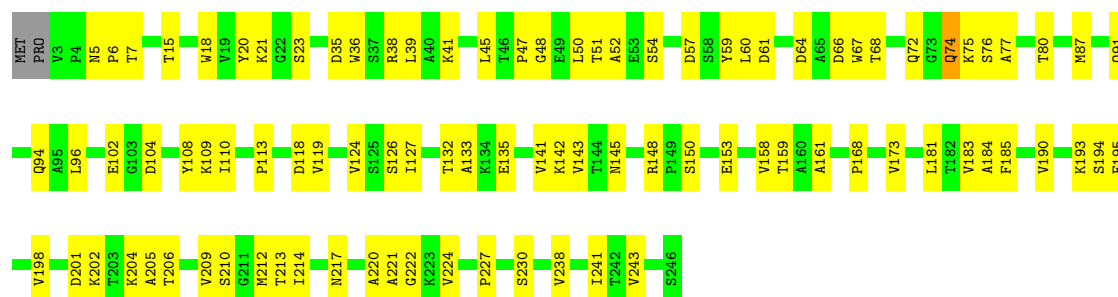 MET PRO V3 P4 N5 P6 T7 T15 W18 V19 Y20 K21 G22 S23 D35 W36 S37 R38 L39 A40 K41 L45 T46 P47 G48 E49 L50 T51 A52 E53 S54 D57 S58 Y59 L60 D61 D64 A65 D66 W67 T68 Q72 G73 Q74 K75 S76 A77 T80 M87
Q94 A95 L96 E102 G103 D104 Y108 K109 I110 P113 D118 V119 V124 S125 S126 I127 T132 A133 K134 E135 V141 K142 V143 T144 N145 R148 P149 S150 E153 V158 T159 A160 A161 P168 V173 L181 T182 V183 A184 F185 V190 K193 S194
V198 D201 K202 T203 K204 A205 T206 V209 S210 G211 M212 T213 I214 N217 A220 A221 G222 K223 V224 P227 S230 V238 I241 T242 V243 S246